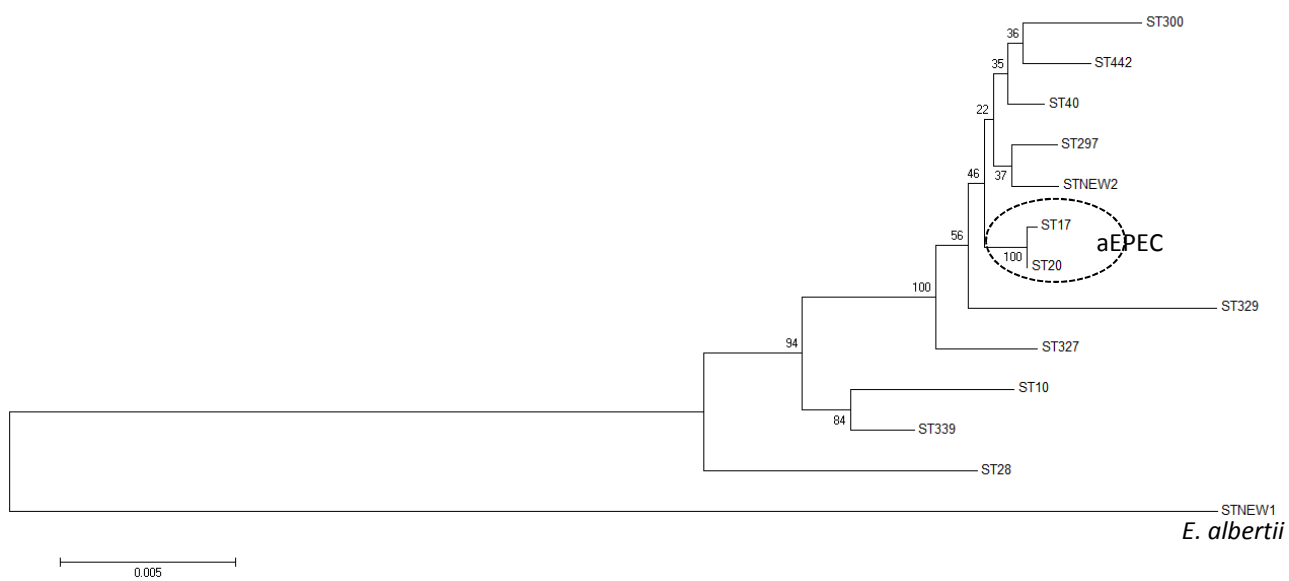 ST300
36
ST442
35
ST40
22
ST297
46
37
STNEW2
ST17
56
aEPEC
100
ST20
100
ST329
94
ST327
ST10
84
ST339
ST28
STNEW1
E. albertii
0.005